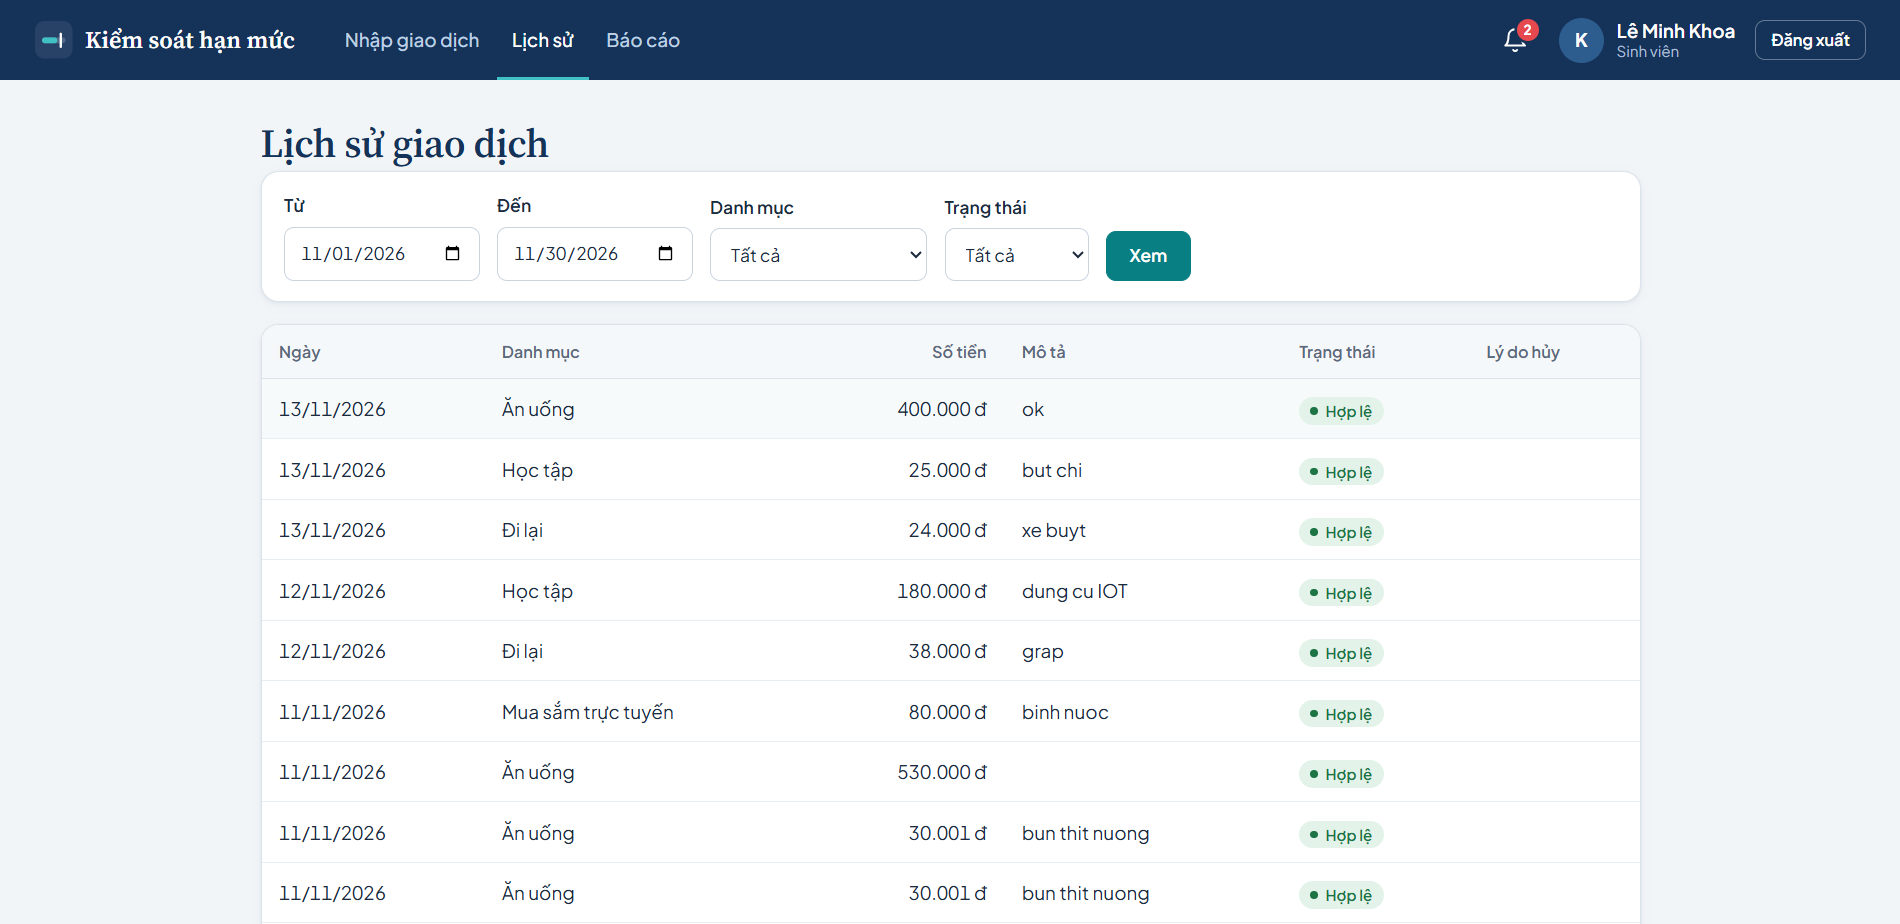 Kiểm soát hạn mức Nhập giao dịch Lịch sử Báo cáo 2 K Lê Minh Khoa Đăng xuất
Sinh viên
Lịch sử giao dịch
Từ Đến Danh mục Trạng thái
11/01/2026 11/30/2026 Tất cả Tất cả Xem
Ngày Danh mục Số tiền Mô tả Trạng thái Lý do hủy
13/11/2026 Ăn uống 400.000 đ ok Hợp lệ
13/11/2026 Học tập 25.000 đ but chi Hợp lệ
13/11/2026 Đi lại 24.000 đ xe buyt Hợp lệ
12/11/2026 Học tập 180.000 đ dung cu IOT Hợp lệ
12/11/2026 Đi lại 38.000 đ grap Hợp lệ
11/11/2026 Mua sắm trực tuyến 80.000 đ binh nuoc Hợp lệ
11/11/2026 Ăn uống 530.000 đ Hợp lệ
11/11/2026 Ăn uống 30.001 đ bun thit nuong Hợp lệ
11/11/2026 Ăn uống 30.001 đ bun thit nuong Hợp lệ